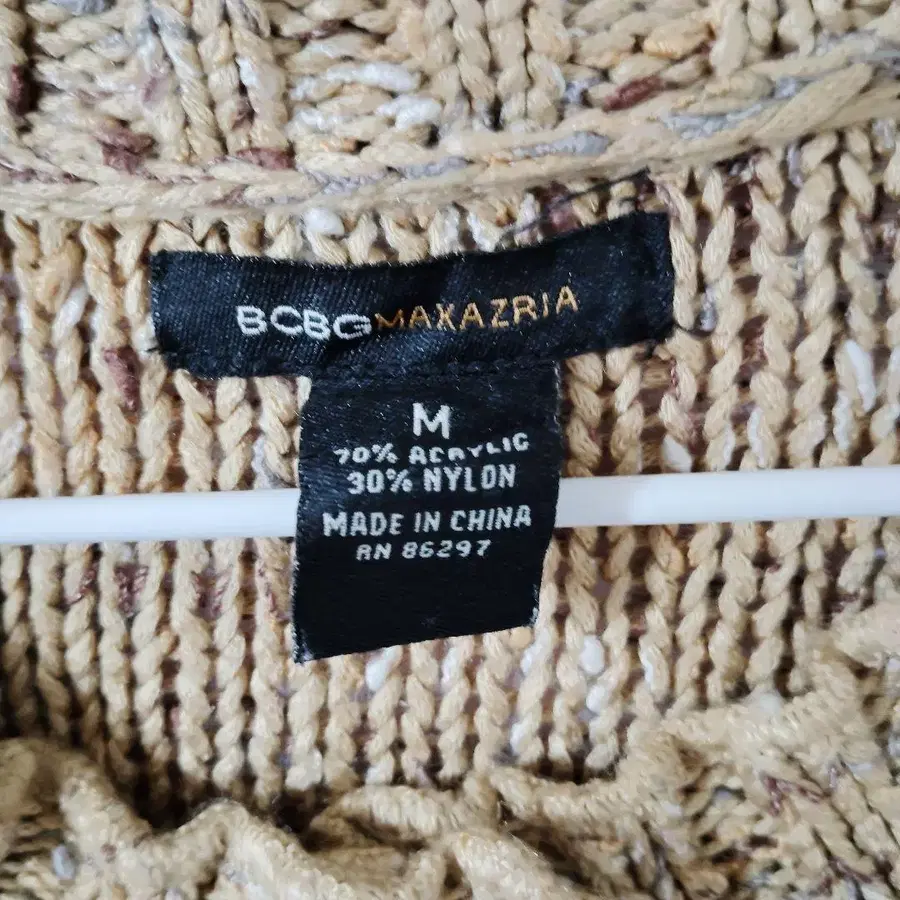 BCBGMAXAZRIA
M
70% ACRYLIC
30% NYLON
MADE IN CHINA
RN 86297